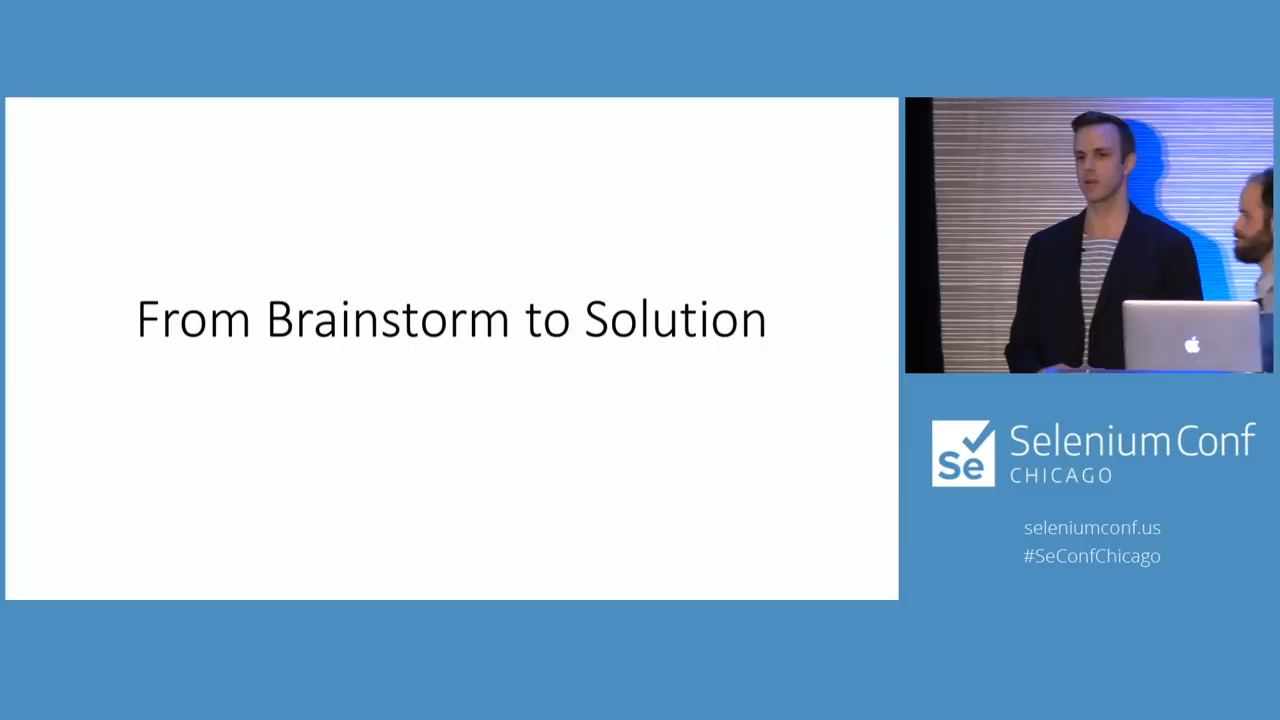 From Brainstorm to Solution
Se
Selenium Conf
CHICAGO
seleniumconf.us
#SeConfChicago